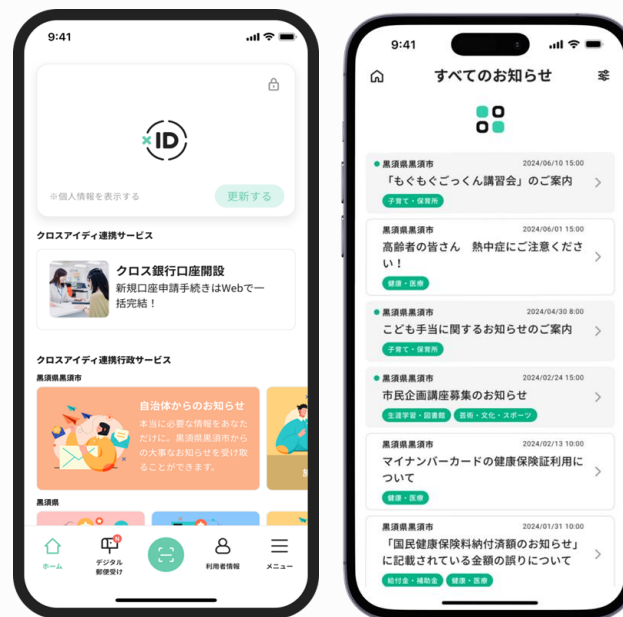 9:41
xID
※個人情報を表示する
更新する
クロスアイディ連携サービス
クロス銀行口座開設
新規口座申請手続きはWebで一
括完結！
クロスアイディ連携行政サービス
黒須県黒須市
自治体からのお知らせ
本当に必要な情報をあなた
だけに。黒須県黒須市から
の大事なお知らせを受け取
ることができます。
黒須県
ホーム
N
デジタル
郵便受け
利用者情報
メニュー
9:41
すべてのお知らせ
黒須県黒須市 2024/06/10 15:00
「もぐもぐごっくん講習会」のご案内
子育て・保育所
黒須県黒須市 2024/06/01 15:00
高齢者の皆さん 熱中症にご注意くださ
い！
健康・医療
黒須県黒須市 2024/04/30 8:00
こども手当に関するお知らせのご案内
子育て・保育所
黒須県黒須市 2024/02/24 15:00
市民企画講座募集のお知らせ
生涯学習・図書館 芸術・文化・スポーツ
黒須県黒須市 2024/02/13 10:00
マイナンバーカードの健康保険証利用に
ついて
健康・医療
黒須県黒須市 2024/01/31 10:00
「国民健康保険料納付済額のお知らせ」
に記載されている金額の誤りについて
給付金・補助金 健康・医療